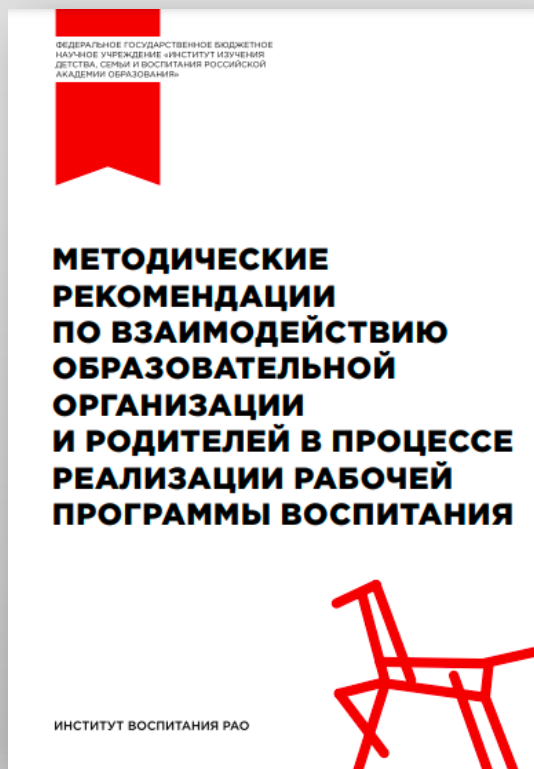 ФЕДЕРАЛЬНОЕ ГОСУДАРСТВЕННОЕ БЮДЖЕТНОЕ
НАУЧНОЕ УЧРЕЖДЕНИЕ «ИНСТИТУТ ИЗУЧЕНИЯ
ДЕТСТВА, СЕМЬИ И ВОСПИТАНИЯ РОССИЙСКОЙ
АКАДЕМИИ ОБРАЗОВАНИЯ»
МЕТОДИЧЕСКИЕ
РЕКОМЕНДАЦИИ
ПО ВЗАИМОДЕЙСТВИЮ
ОБРАЗОВАТЕЛЬНОЙ
ОРГАНИЗАЦИИ
И РОДИТЕЛЕЙ В ПРОЦЕССЕ
РЕАЛИЗАЦИИ РАБОЧЕЙ
ПРОГРАММЫ ВОСПИТАНИЯ
ИНСТИТУТ ВОСПИТАНИЯ РАО